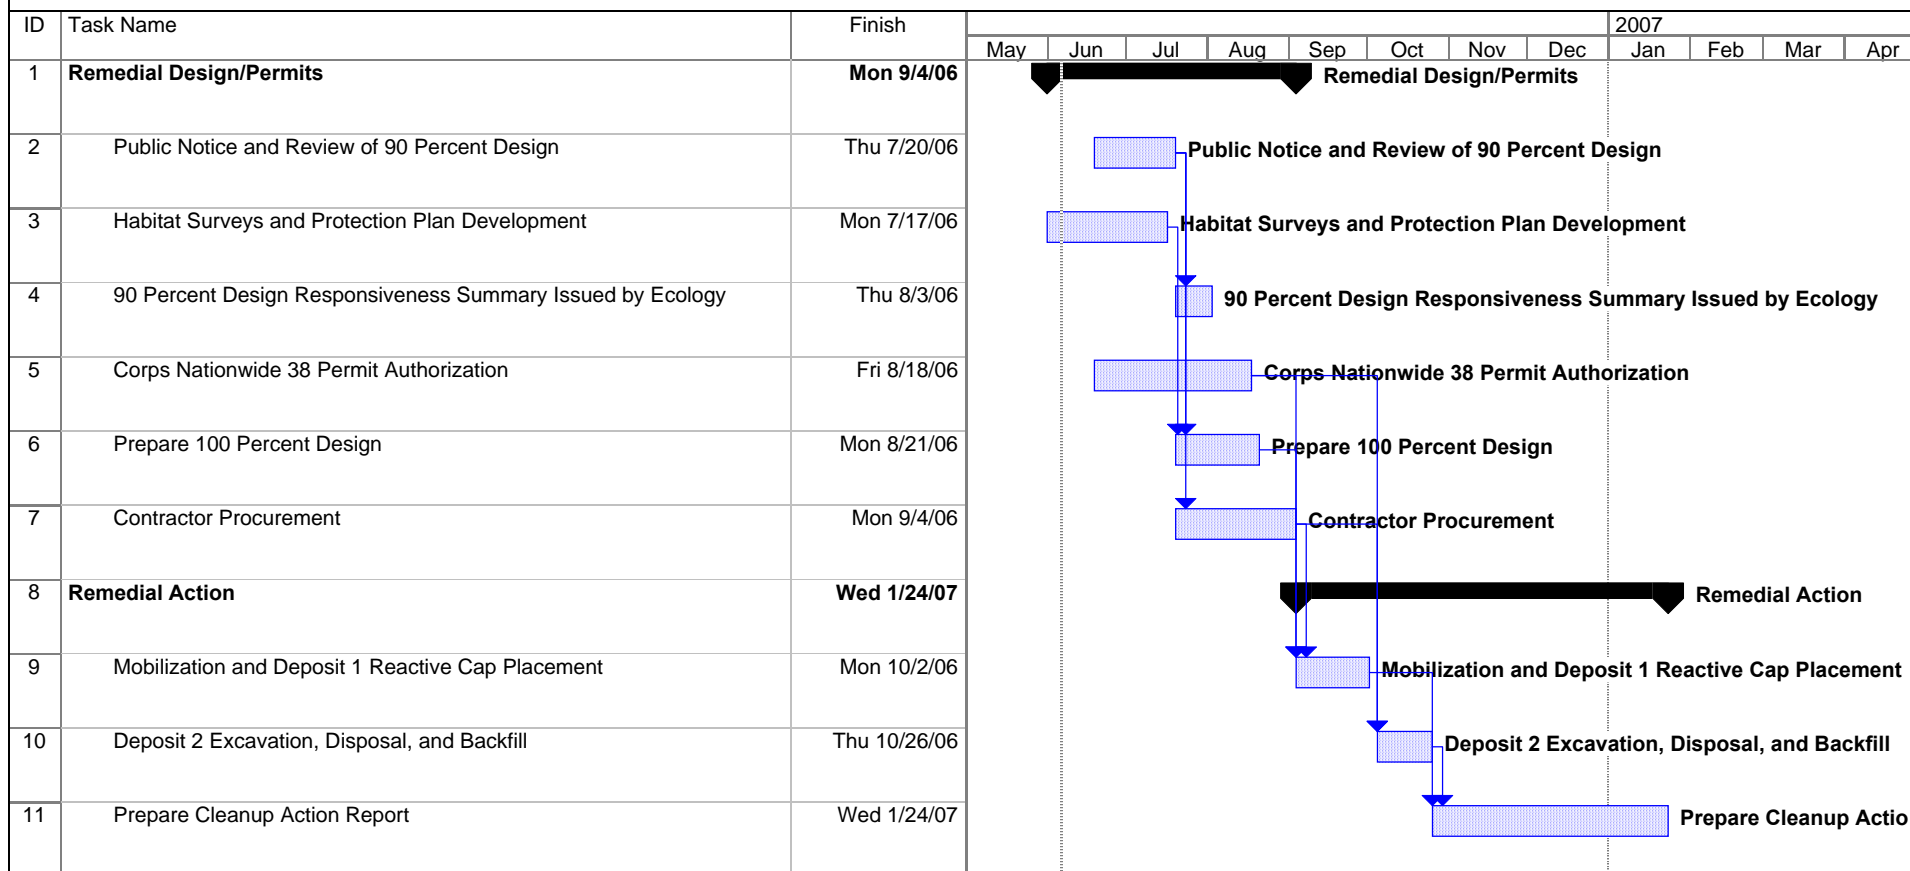 ID Task Name Finish 2007
May Jun Jul Aug Sep Oct Nov Dec Jan Feb Mar Apr
1 Remedial Design/Permits Mon 9/4/06 Remedial Design/Permits
2 Public Notice and Review of 90 Percent Design Thu 7/20/06 Public Notice and Review of 90 Percent Design
3 Habitat Surveys and Protection Plan Development Mon 7/17/06 Habitat Surveys and Protection Plan Development
4 90 Percent Design Responsiveness Summary Issued by Ecology Thu 8/3/06 90 Percent Design Responsiveness Summary Issued by Ecology
5 Corps Nationwide 38 Permit Authorization Fri 8/18/06 Corps Nationwide 38 Permit Authorization
6 Prepare 100 Percent Design Mon 8/21/06 Prepare 100 Percent Design
7 Contractor Procurement Mon 9/4/06 Contractor Procurement
8 Remedial Action Wed 1/24/07 Remedial Action
9 Mobilization and Deposit 1 Reactive Cap Placement Mon 10/2/06 Mobilization and Deposit 1 Reactive Cap Placement
10 Deposit 2 Excavation, Disposal, and Backfill Thu 10/26/06 Deposit 2 Excavation, Disposal, and Backfill
11 Prepare Cleanup Action Report Wed 1/24/07 Prepare Cleanup Actio